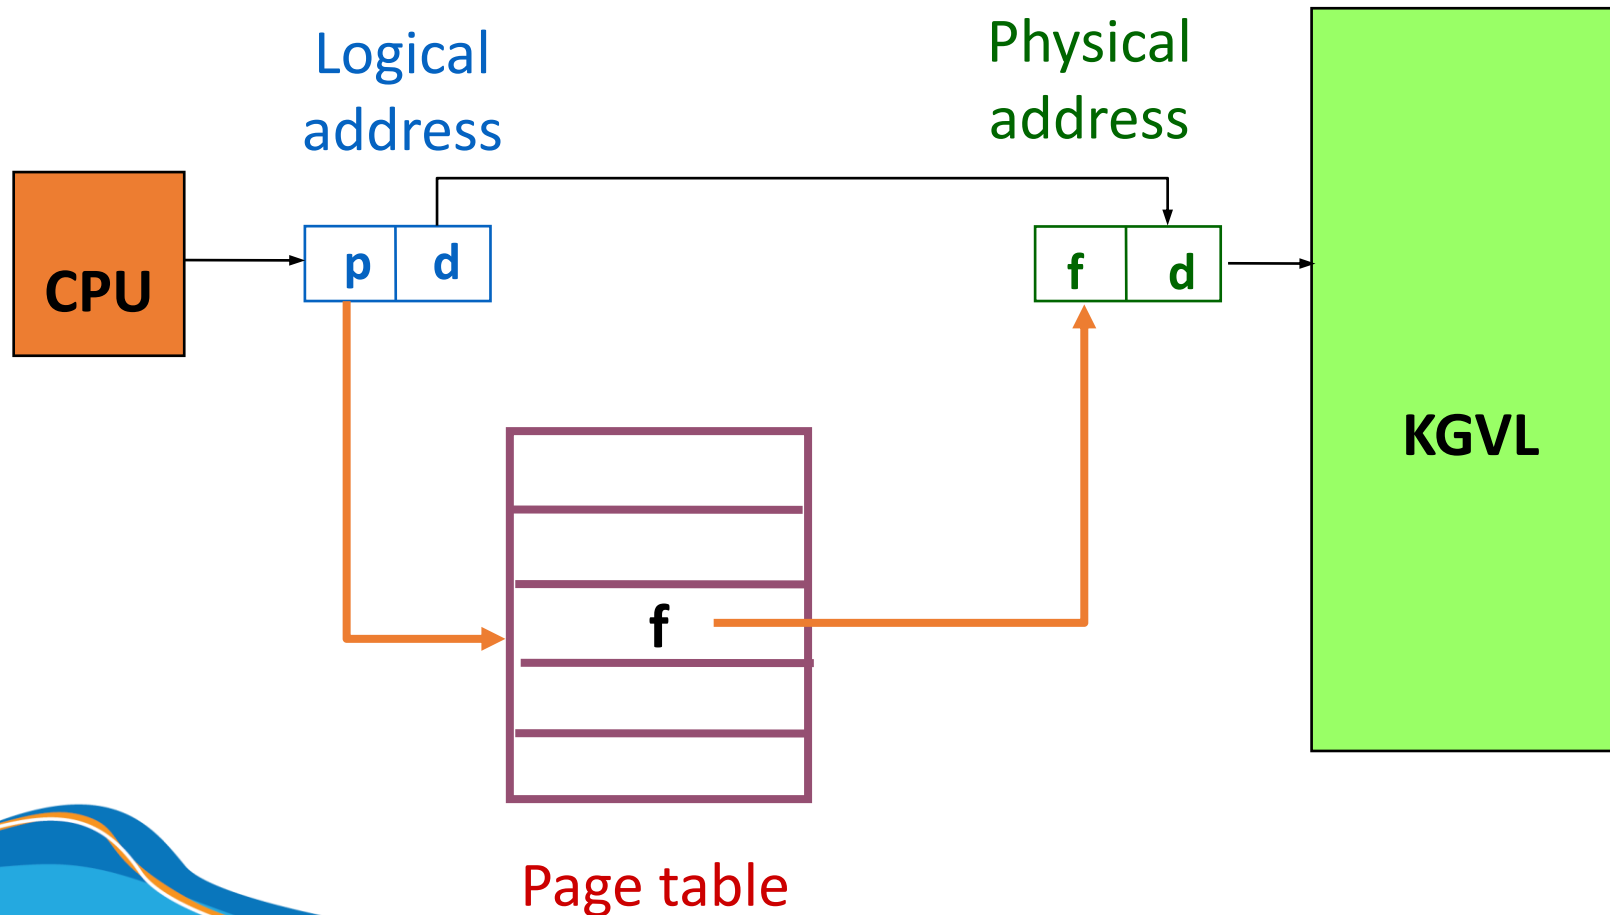 Logical
address
Physical
address
CPU
p
d
f
d
KGVL
f
Page table